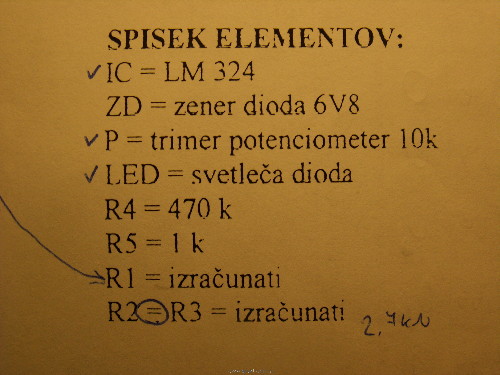 SPISEK ELEMENTOV:
✓ IC = LM 324
ZD = zener dioda 6V8
✓ P = trimer potenciometer 10k
✓ LED = svetleča dioda
R4 = 470 k
R5 = 1 k
R1 = izračunati
R2 = R3 = izračunati 2,7k